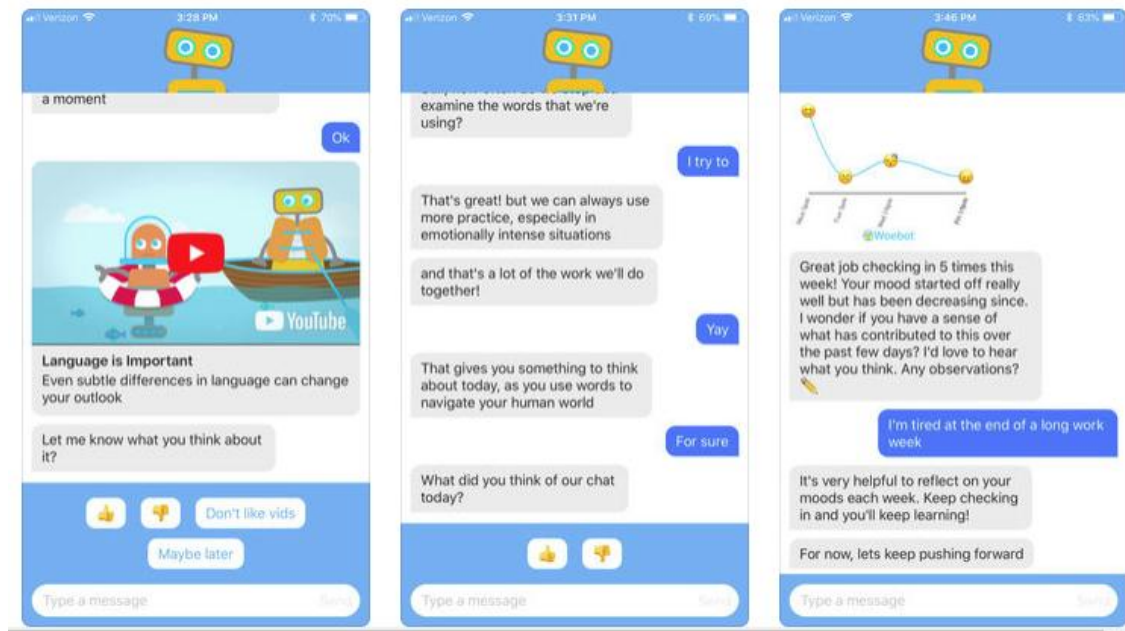 Verizon 3:28 PM 70%
a moment
Ok
YouTube
Language is Important
Even subtle differences in language can change
your outlook
Let me know what you think about
it?
Don't like vids
Maybe later
Type a message Send
Verizon 3:31 PM 69%
examine the words that we're
using?
I try to
That's great! but we can always use
more practice, especially in
emotionally intense situations
and that's a lot of the work we'll do
together!
Yay
That gives you something to think
about today, as you use words to
navigate your human world
For sure
What did you think of our chat
today?
Type a message Send
Verizon 3:46 PM 63%
@Woebot
Great job checking in 5 times this
week! Your mood started off really
well but has been decreasing since.
I wonder if you have a sense of
what has contributed to this over
the past few days? I'd love to hear
what you think. Any observations?
I'm tired at the end of a long work
week
It's very helpful to reflect on your
moods each week. Keep checking
in and you'll keep learning!
For now, lets keep pushing forward
Type a message Send